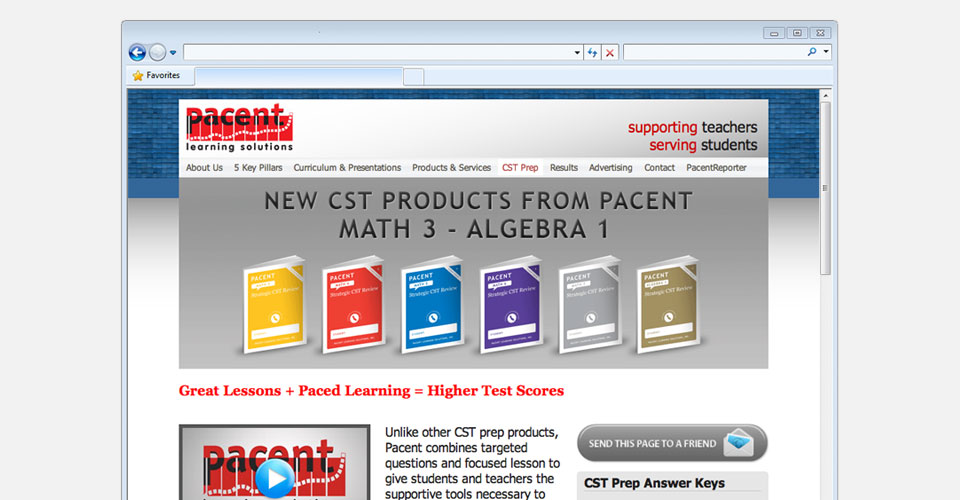 Favorites
pacent.
learning solutions
supporting teachers
serving students
About Us 5 Key Pillars Curriculum & Presentations Products & Services CST Prep Results Advertising Contact PacentReporter
NEW CST PRODUCTS FROM PACENT
MATH 3 - ALGEBRA 1
PACENT PACENT PACENT PACENT PACENT PACENT
Strategic CST Review Strategic CST Review Strategic CST Review Strategic CST Review Strategic CST Review Strategic CST Review
Great Lessons + Paced Learning = Higher Test Scores
pacent.
Unlike other CST prep products,
Pacent combines targeted
questions and focused lesson to
give students and teachers the
supportive tools necessary to
SEND THIS PAGE TO A FRIEND
CST Prep Answer Keys